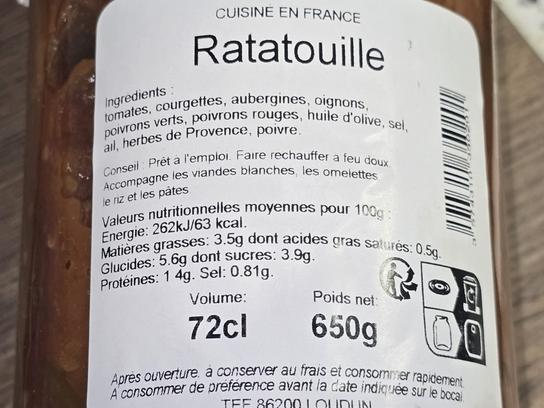 CUISINÉ EN FRANCE
Ratatouille
Ingredients :
tomates, courgettes, aubergines, oignons,
poivrons verts, poivrons rouges, huile d'olive, sel,
ail, herbes de Provence, poivre.
Conseil : Prêt à l'emploi. Faire rechauffer a feu doux.
Accompagne les viandes blanches, les omelettes
le riz et les pâtes.
Valeurs nutritionnelles moyennes pour 100g :
Energie: 262kJ/63 kcal.
Matières grasses: 3.5g dont acides gras saturés: 0.5g.
Glucides: 5.6g dont sucres: 3.9g.
Protéines: 1.4g. Sel: 0.81g.
Volume: Poids net:
72cl 650g
Après ouverture, à conserver au frais et consommer rapidement.
A consommer de préférence avant la date indiquée sur le bocal
TEE 86200 LOUDUN